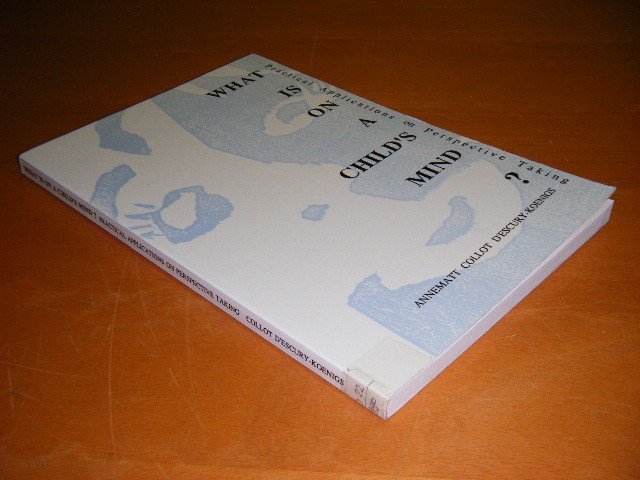 Practical Applications on Perspective Taking
WHAT
IS
ON
A
CHILD'S
MIND
?
ANNEMATT COLLOT D'ESCURY-KOENIGS
WHAT IS ON A CHILD'S MIND? PRACTICAL APPLICATIONS ON PERSPECTIVE TAKING COLLOT D'ESCURY-KOENIGS